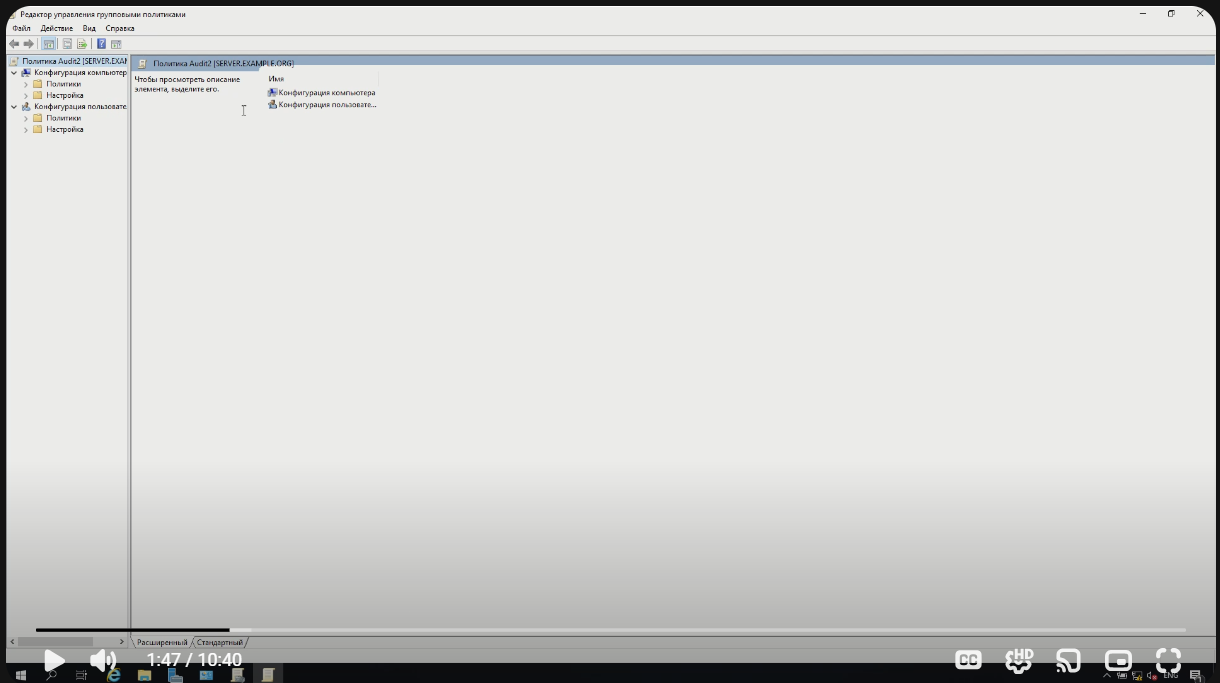 Редактор управления групповыми политиками
Файл Действие Вид Справка
Политика Audit2 [SERVER.EXAM
Конфигурация компьютер
Политики
Настройка
Конфигурация пользовате
Политики
Настройка
Политика Audit2 [SERVER.EXAMPLE.ORG]
Чтобы просмотреть описание
элемента, выделите его.
Имя
Конфигурация компьютера
Конфигурация пользовате...
Расширенный Стандартный
1:47 / 10:40
CC
HD
ENG